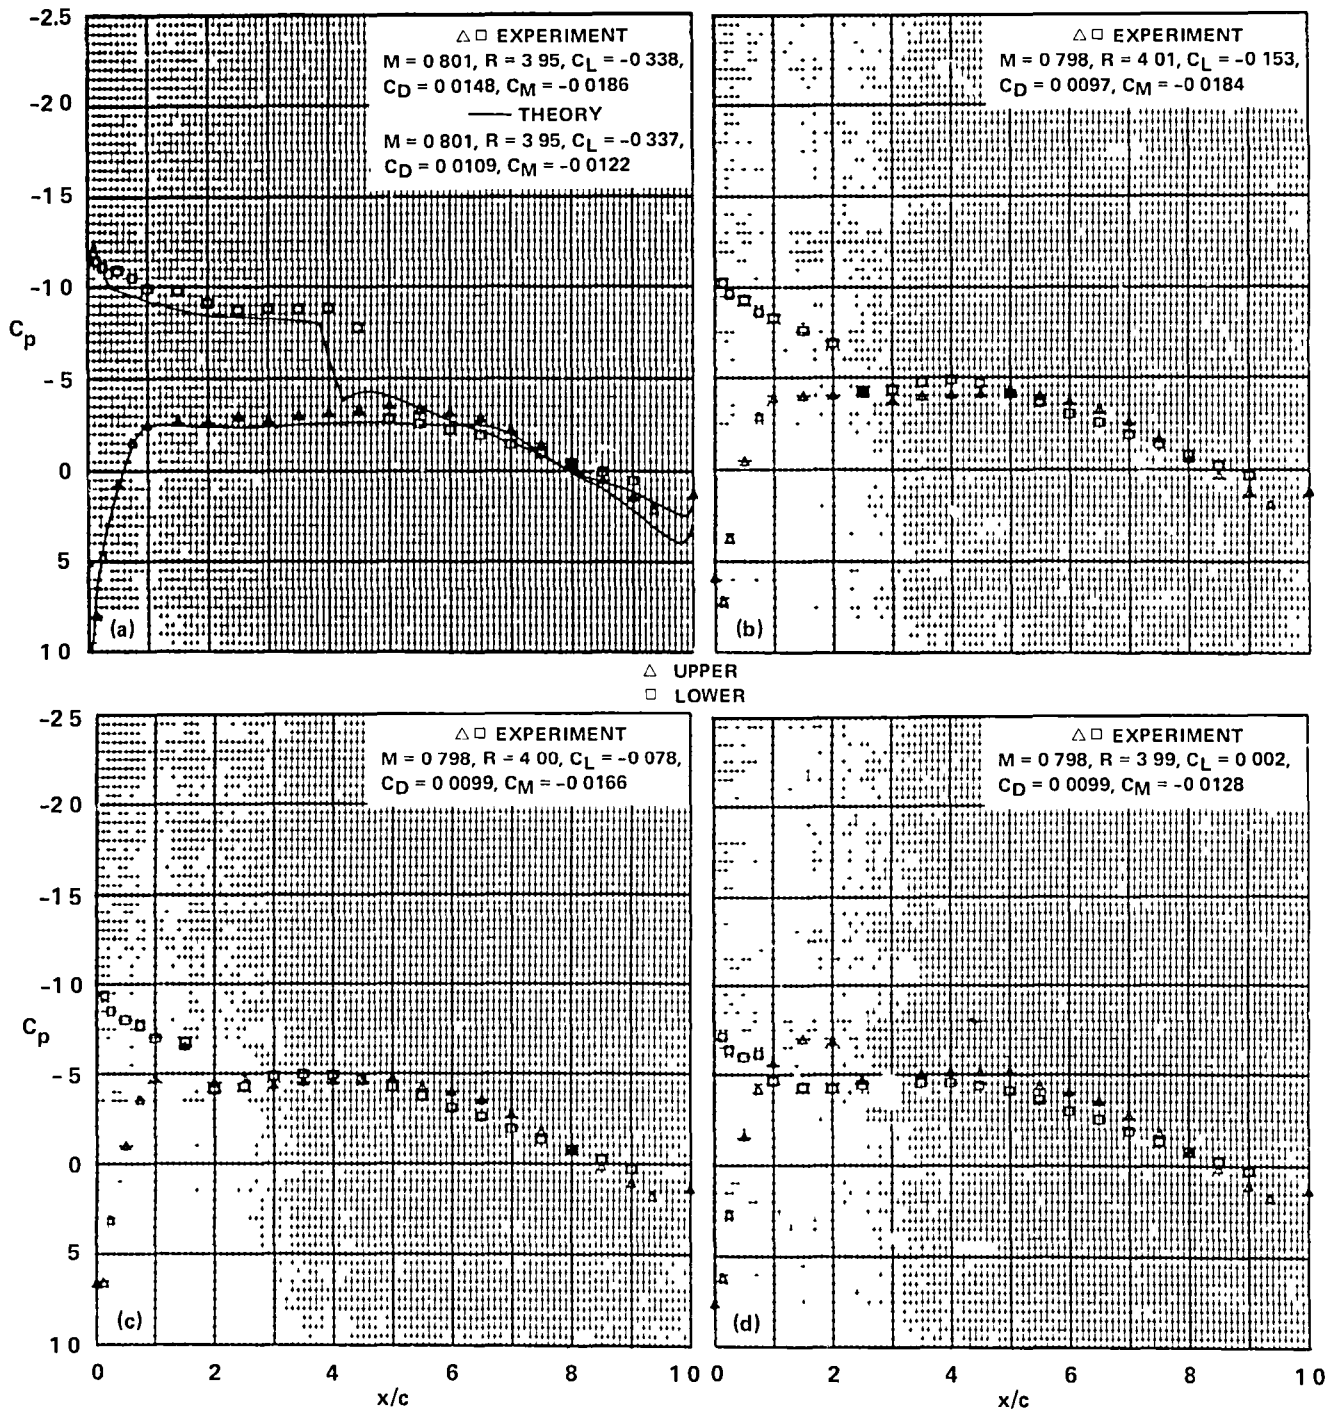 -2.5
-2 0
-1 5
-1 0
Cp
- 5
0
5
1 0
△ □ EXPERIMENT
M = 0 801, R = 3 95, CL = -0 338,
CD = 0 0148, CM = -0 0186
—— THEORY
M = 0 801, R = 3 95, CL = -0 337,
CD = 0 0109, CM = -0 0122
(a)
△ □ EXPERIMENT
M = 0 798, R = 4 01, CL = -0 153,
CD = 0 0097, CM = -0 0184
(b)
△ UPPER
□ LOWER
-2 5
-2 0
-1 5
-1 0
Cp
- 5
0
5
1 0
△ □ EXPERIMENT
M = 0 798, R = 4 00, CL = -0 078,
CD = 0 0099, CM = -0 0166
(c)
0 2 4 6 8 1 0
x/c
△ □ EXPERIMENT
M = 0 798, R = 3 99, CL = 0 002,
CD = 0 0099, CM = -0 0128
(d)
0 2 4 6 8 1 0
x/c